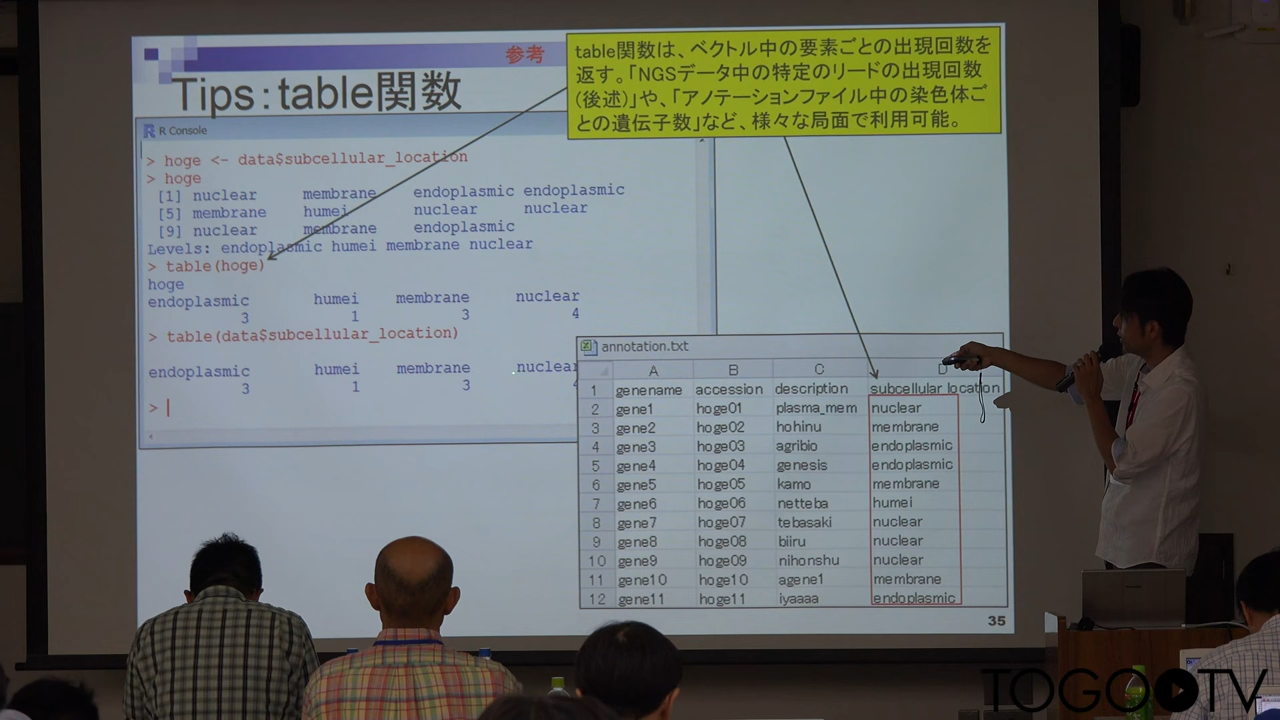 参考
Tips：table関数
table関数は、ベクトル中の要素ごとの出現回数を
返す。「NGSデータ中の特定のリードの出現回数
(後述)」や、「アノテーションファイル中の染色体ご
との遺伝子数」など、様々な局面で利用可能。
R Console
> hoge <- data$subcellular_location
> hoge
[1] nuclear membrane endoplasmic endoplasmic
[5] membrane humei nuclear nuclear
[9] nuclear membrane endoplasmic
Levels: endoplasmic humei membrane nuclear
> table(hoge)
hoge
endoplasmic humei membrane nuclear
3 1 3 4
> table(data$subcellular_location)
endoplasmic humei membrane nuclear
3 1 3
>
annotation.txt
A B C D
1 genename accession description subcellular location
2 gene1 hoge01 plasma_mem nuclear
3 gene2 hoge02 hohinu membrane
4 gene3 hoge03 agribio endoplasmic
5 gene4 hoge04 genesis endoplasmic
6 gene5 hoge05 kamo membrane
7 gene6 hoge06 netteba humei
8 gene7 hoge07 tebasaki nuclear
9 gene8 hoge08 biiru nuclear
10 gene9 hoge09 nihonshu nuclear
11 gene10 hoge10 agene1 membrane
12 gene11 hoge11 iyaaaa endoplasmic
35
TOGOTV